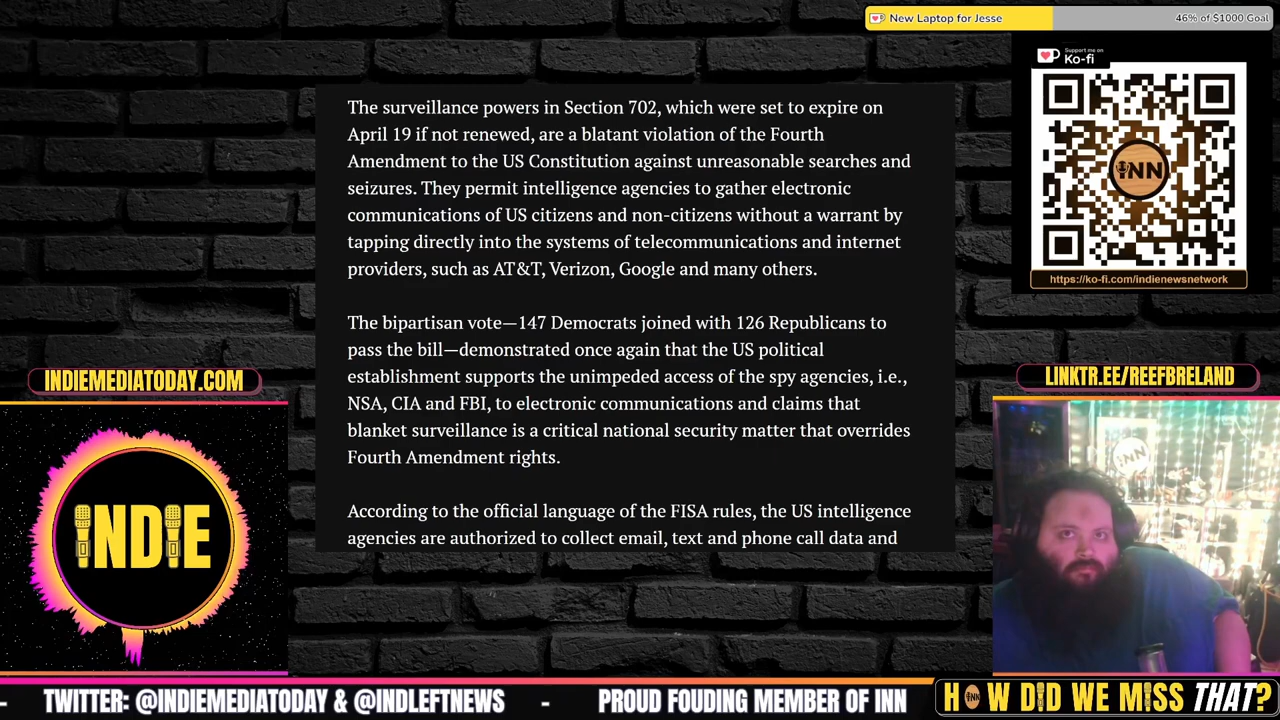 New Laptop for Jesse
46% of $1000 Goal
Support me on
Ko-fi
INN
https://ko-fi.com/indienewsnetwork
The surveillance powers in Section 702, which were set to expire on
April 19 if not renewed, are a blatant violation of the Fourth
Amendment to the US Constitution against unreasonable searches and
seizures. They permit intelligence agencies to gather electronic
communications of US citizens and non-citizens without a warrant by
tapping directly into the systems of telecommunications and internet
providers, such as AT&T, Verizon, Google and many others.
The bipartisan vote—147 Democrats joined with 126 Republicans to
pass the bill—demonstrated once again that the US political
establishment supports the unimpeded access of the spy agencies, i.e.,
NSA, CIA and FBI, to electronic communications and claims that
blanket surveillance is a critical national security matter that overrides
Fourth Amendment rights.
According to the official language of the FISA rules, the US intelligence
agencies are authorized to collect email, text and phone call data and
INDIEMEDIATODAY.COM
INDIE
LINKTR.EE/REEFBRELAND
INN
- TWITTER: @INDIEMEDIATODAY & @INDLEFTNEWS - PROUD FOUDING MEMBER OF INN
HOW DID WE MISS THAT?